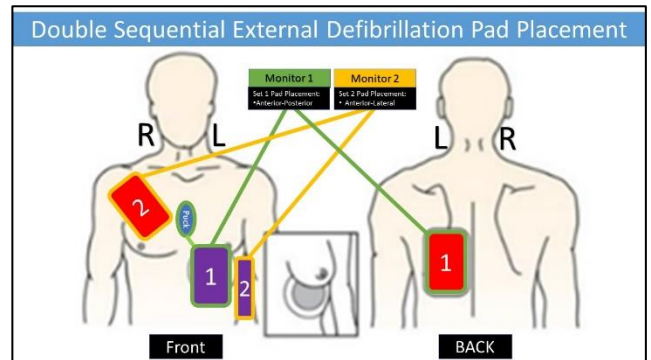 Double Sequential External Defibrillation Pad Placement
Monitor 1
Set 1 Pad Placement:
•Anterior-Posterior
Monitor 2
Set 2 Pad Placement:
• Anterior-Lateral
R
L
L
R
2
Puck
1
2
1
Front
BACK